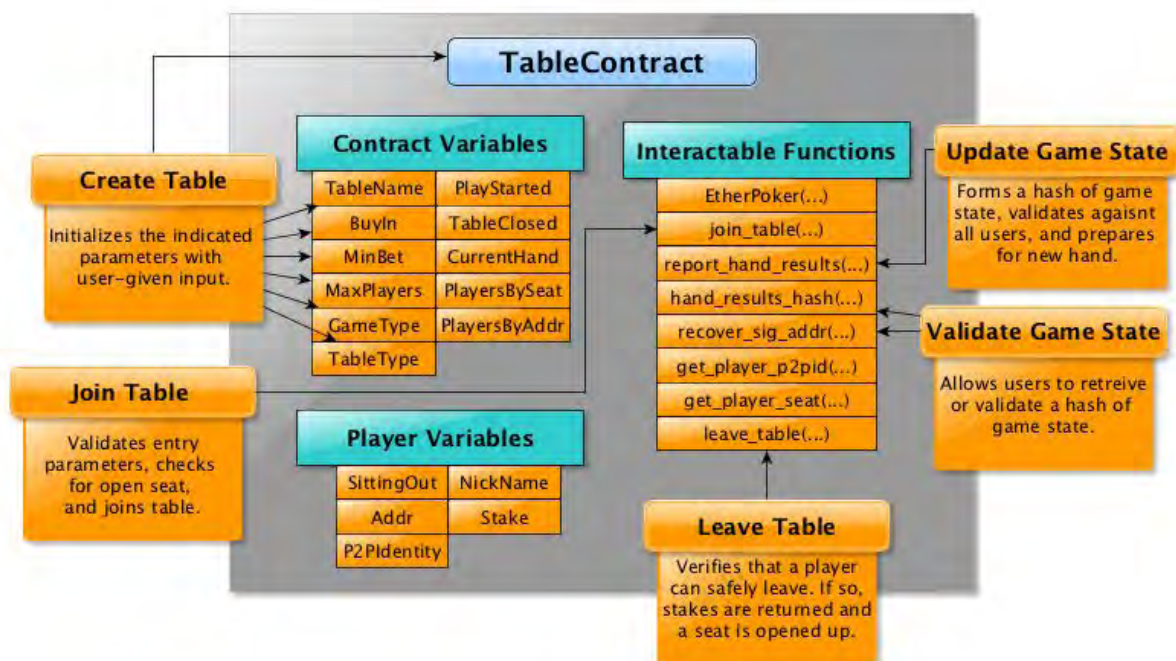 TableContract
Create Table
Initializes the indicated
parameters with
user-given input.
Join Table
Validates entry
parameters, checks
for open seat,
and joins table.
Contract Variables
TableName PlayStarted
BuyIn TableClosed
MinBet CurrentHand
MaxPlayers PlayersBySeat
GameType PlayersByAddr
TableType
Player Variables
SittingOut NickName
Addr Stake
P2PIdentity
Interactable Functions
EtherPoker(...)
join_table(...)
report_hand_results(...)
hand_results_hash(...)
recover_sig_addr(...)
get_player_p2pid(...)
get_player_seat(...)
leave_table(...)
Leave Table
Verifies that a player
can safely leave. If so,
stakes are returned and
a seat is opened up.
Update Game State
Forms a hash of game
state, validates agaisnt
all users, and prepares
for new hand.
Validate Game State
Allows users to retreive
or validate a hash of
game state.